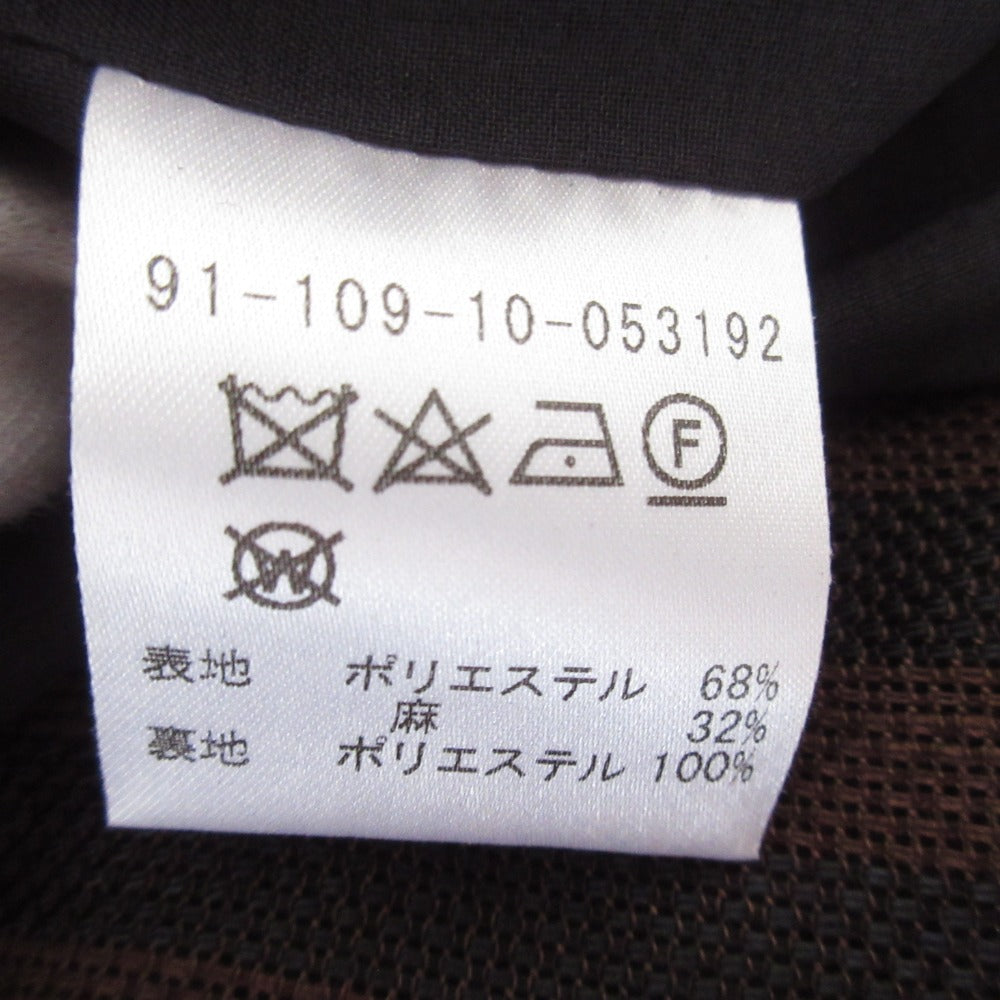 91-109-10-053192
F
W
表地 ポリエステル 68%
麻 32%
裏地 ポリエステル 100%